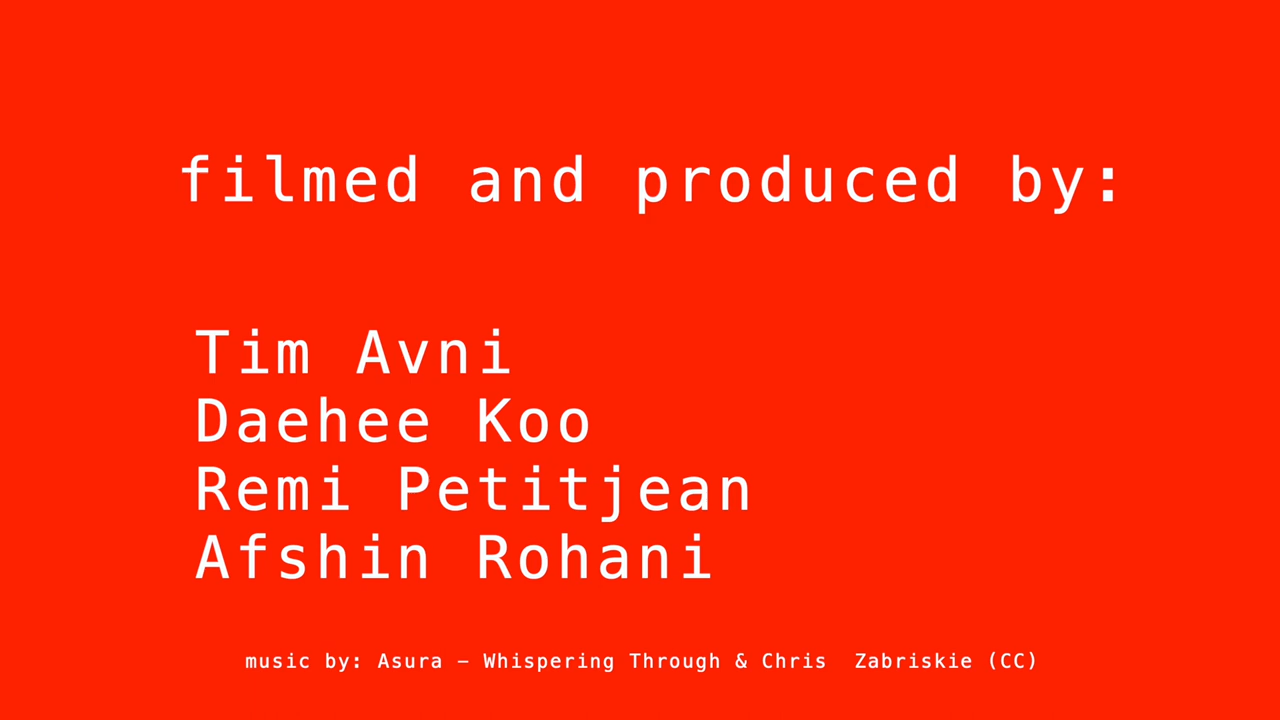 filmed and produced by:
Tim Avni
Daehee Koo
Remi Petitjean
Afshin Rohani
music by: Asura – Whispering Through & Chris  Zabriskie (CC)